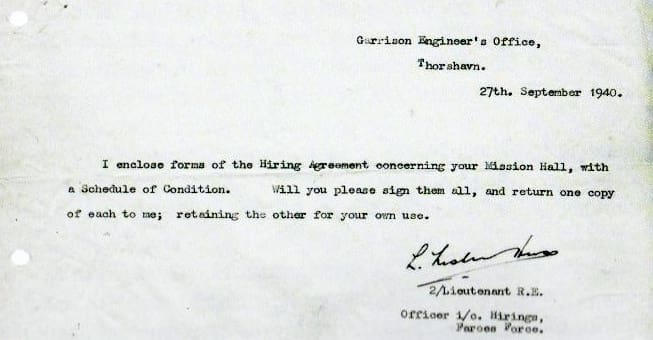 Garrison Engineer's Office,
Thorshavn.
27th. September 1940.
I enclose forms of the Hiring Agreement concerning your Mission Hall, with
a Schedule of Condition. Will you please sign them all, and return one copy
of each to me; retaining the other for your own use.
L.
2/Lieutenant R.E.
Officer i/c. Hirings,
Faroes Force.